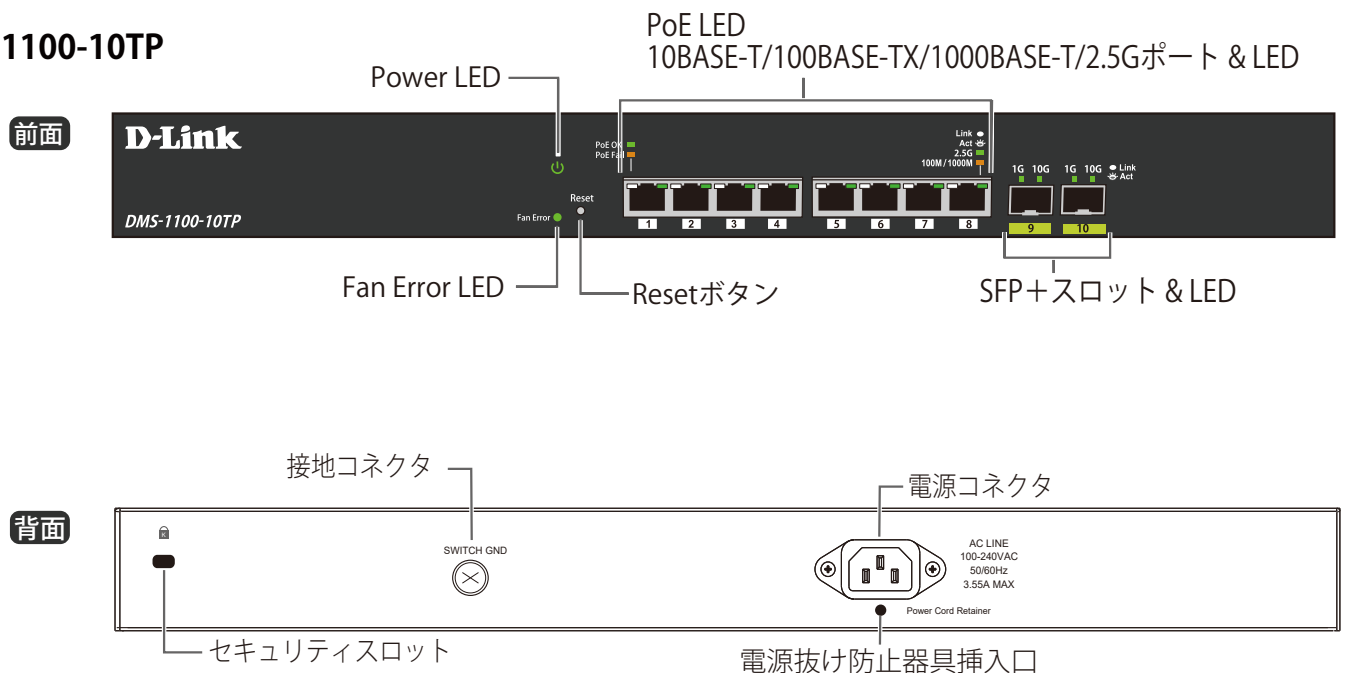 1100-10TP
PoE LED
10BASE-T/100BASE-TX/1000BASE-T/2.5Gポート & LED
Power LED
前面
D-Link
PoE OK
PoE Fail
Link
Act
2.5G
100M/1000M
1G 10G 1G 10G Link
Act
Reset
Fan Error
DMS-1100-10TP
1 2 3 4 5 6 7 8 9 10
Fan Error LED
Resetボタン
SFP+スロット & LED
接地コネクタ
電源コネクタ
背面
K
SWITCH GND
AC LINE
100-240VAC
50/60Hz
3.55A MAX
Power Cord Retainer
セキュリティスロット
電源抜け防止器具挿入口